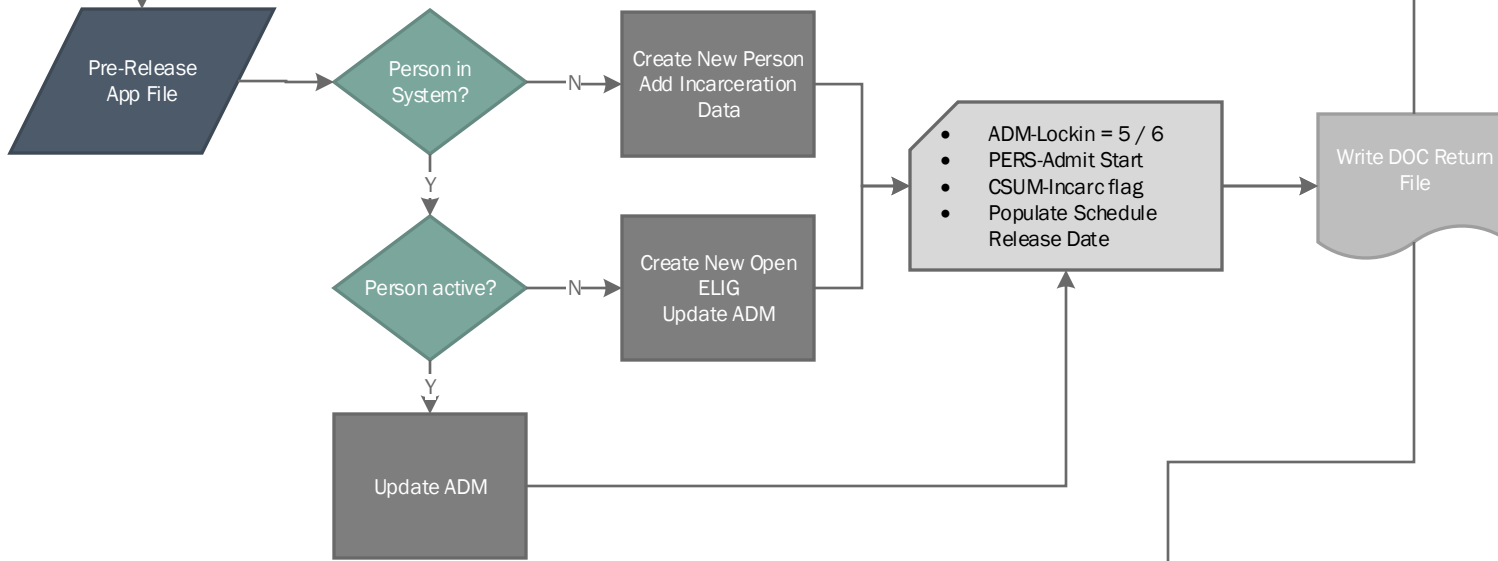 Pre-Release
App File
Person in
System?
N
Create New Person
Add Incarceration
Data
Y
Person active?
N
Create New Open
ELIG
Update ADM
Y
Update ADM
• ADM-Lockin = 5 / 6
• PERS-Admit Start
• CSUM-Incarc flag
• Populate Schedule
Release Date
Write DOC Return
File